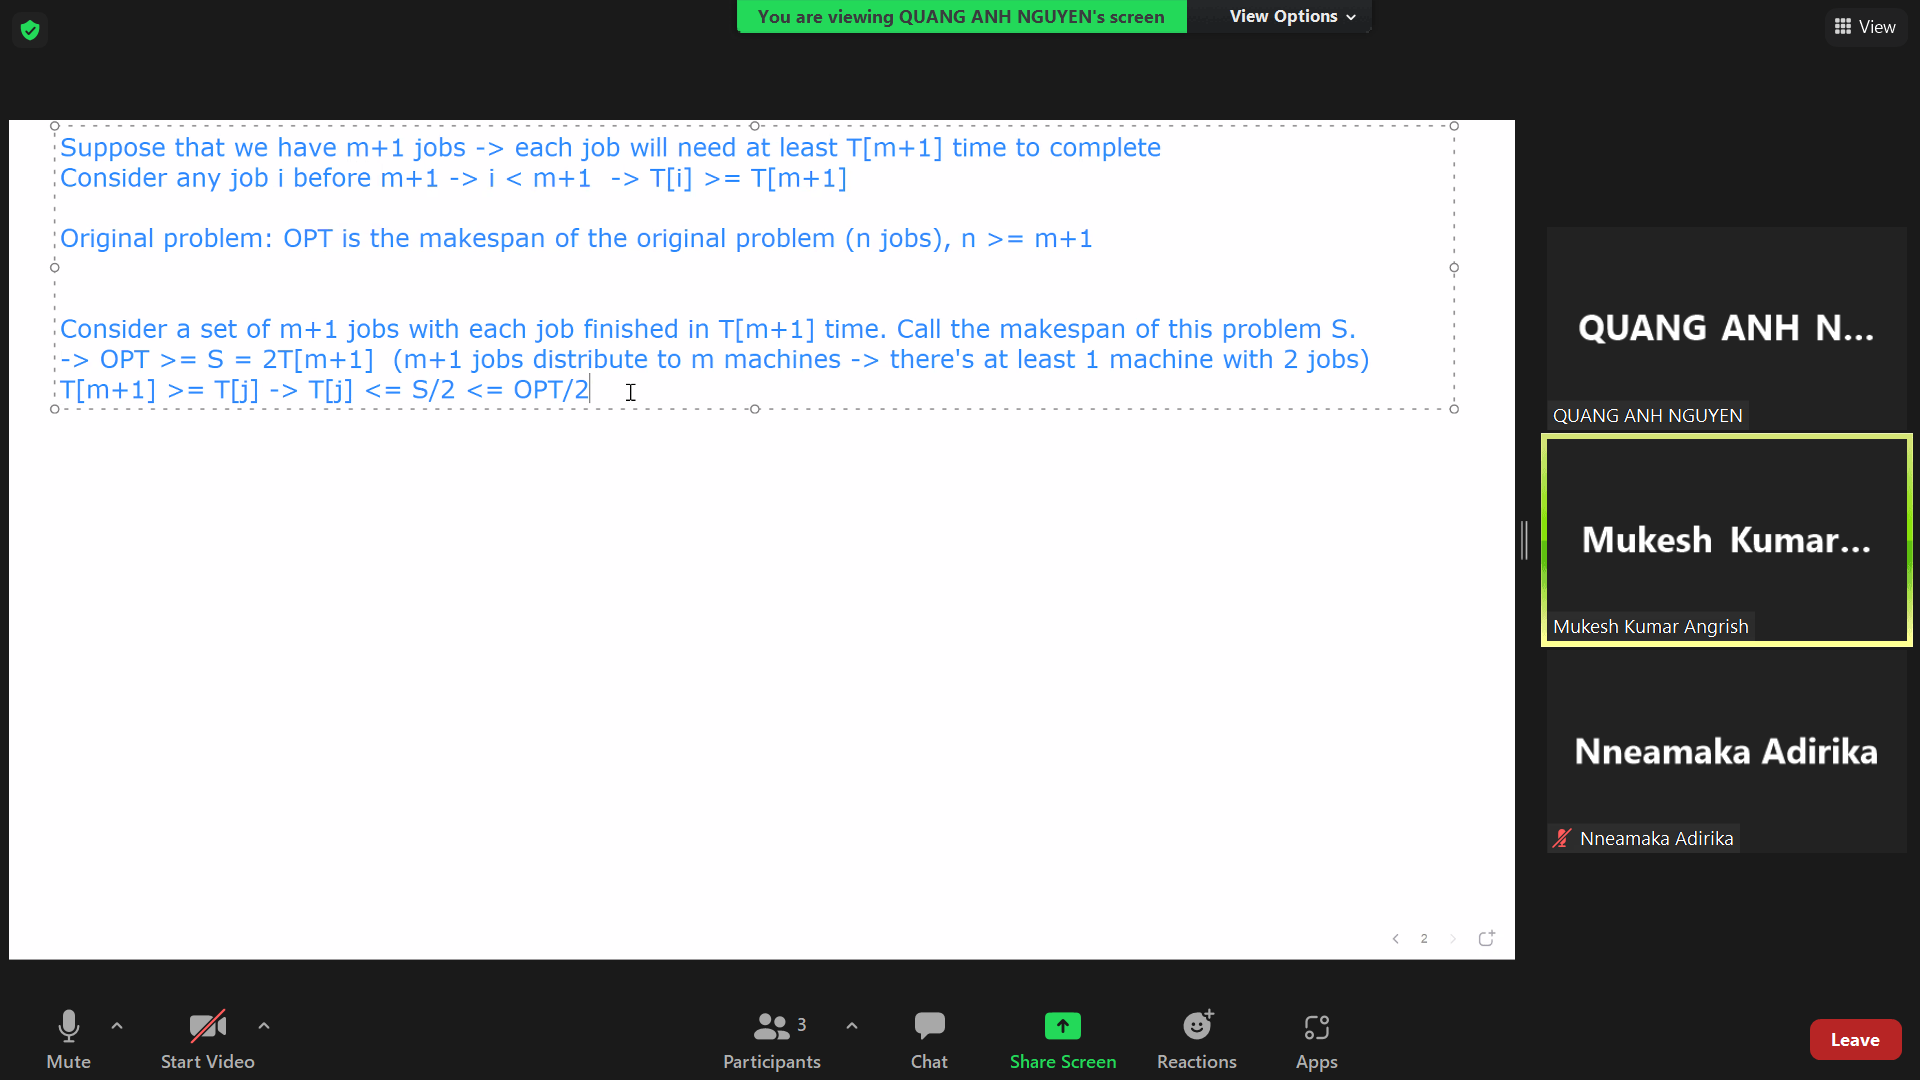 You are viewing QUANG ANH NGUYEN's screen
View Options
View
Suppose that we have m+1 jobs -> each job will need at least T[m+1] time to complete
Consider any job i before m+1 -> i < m+1  -> T[i] >= T[m+1]
Original problem: OPT is the makespan of the original problem (n jobs), n >= m+1
Consider a set of m+1 jobs with each job finished in T[m+1] time. Call the makespan of this problem S.
-> OPT >= S = 2T[m+1]  (m+1 jobs distribute to m machines -> there's at least 1 machine with 2 jobs)
T[m+1] >= T[j] -> T[j] <= S/2 <= OPT/2
2
QUANG ANH N...
QUANG ANH NGUYEN
Mukesh Kumar...
Mukesh Kumar Angrish
Nneamaka Adirika
Nneamaka Adirika
Mute
Start Video
3
Participants
Chat
Share Screen
Reactions
Apps
Leave